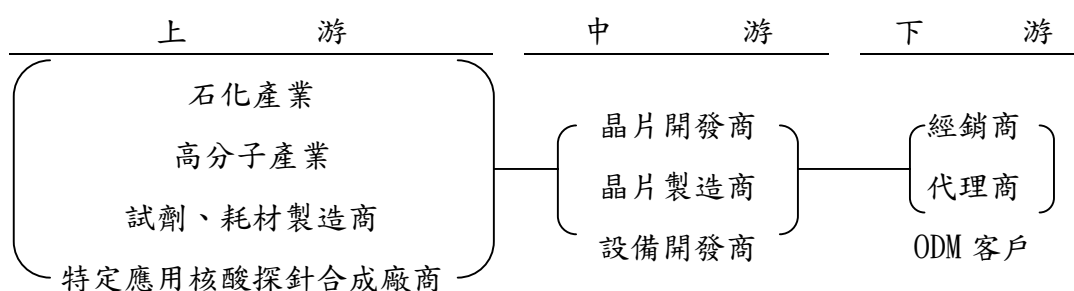 上游 中游 下游
石化產業
高分子產業
試劑、耗材製造商
特定應用核酸探針合成廠商
晶片開發商
晶片製造商
設備開發商
經銷商
代理商
ODM 客戶